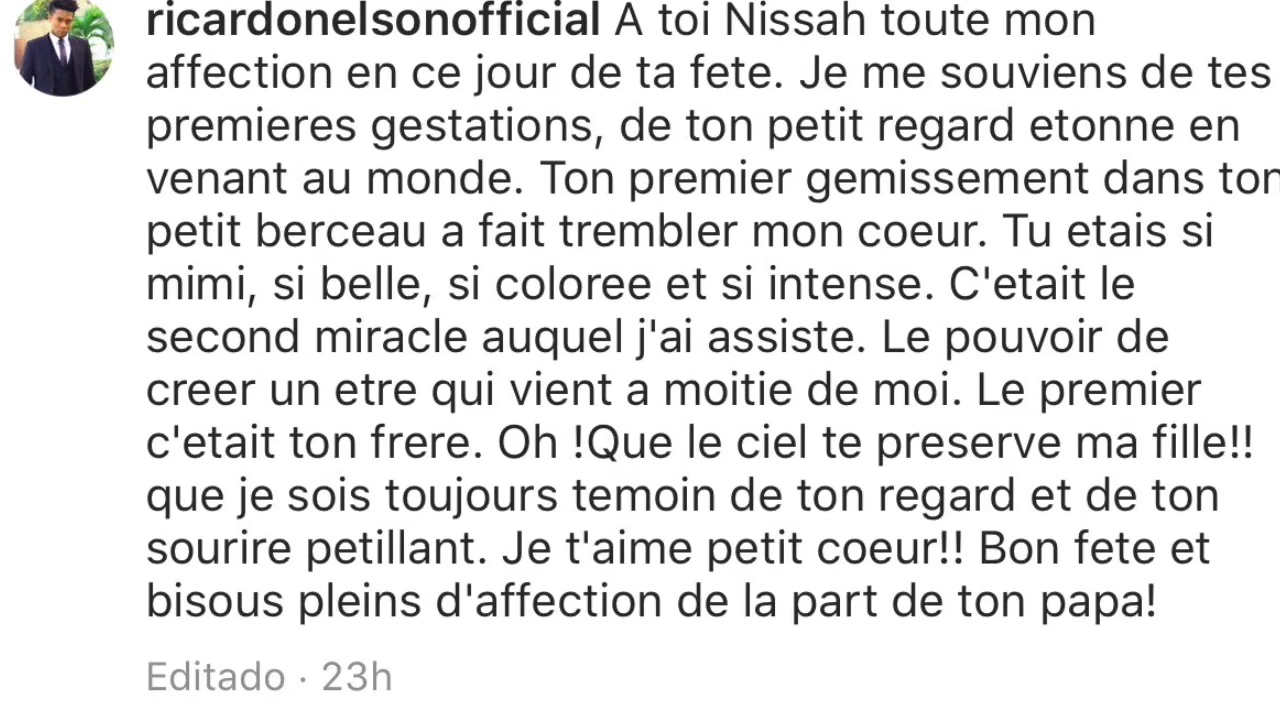 ricardonelsonofficial A toi Nissah toute mon
affection en ce jour de ta fete. Je me souviens de tes
premieres gestations, de ton petit regard etonne en
venant au monde. Ton premier gemissement dans ton
petit berceau a fait trembler mon coeur. Tu etais si
mimi, si belle, si coloree et si intense. C'etait le
second miracle auquel j'ai assiste. Le pouvoir de
creer un etre qui vient a moitie de moi. Le premier
c'etait ton frere. Oh !Que le ciel te preserve ma fille!!
que je sois toujours temoin de ton regard et de ton
sourire petillant. Je t'aime petit coeur!! Bon fete et
bisous pleins d'affection de la part de ton papa!
Editado · 23h